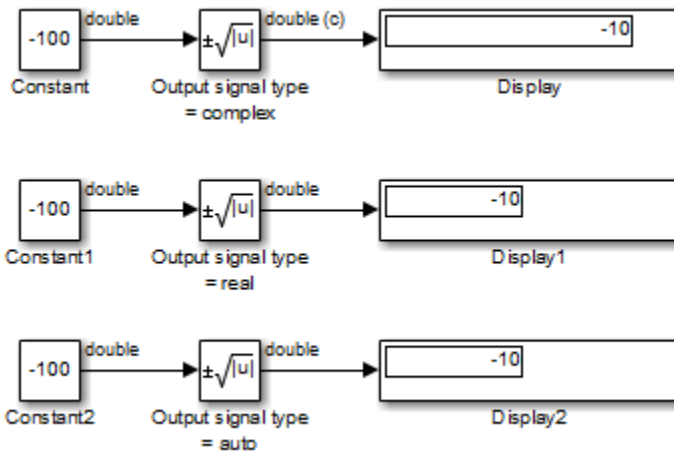 double double (c)
-100 ±√|u| -10
Constant Output signal type Display
= complex
double double
-100 ±√|u| -10
Constant1 Output signal type Display1
= real
double double
-100 ±√|u| -10
Constant2 Output signal type Display2
= auto